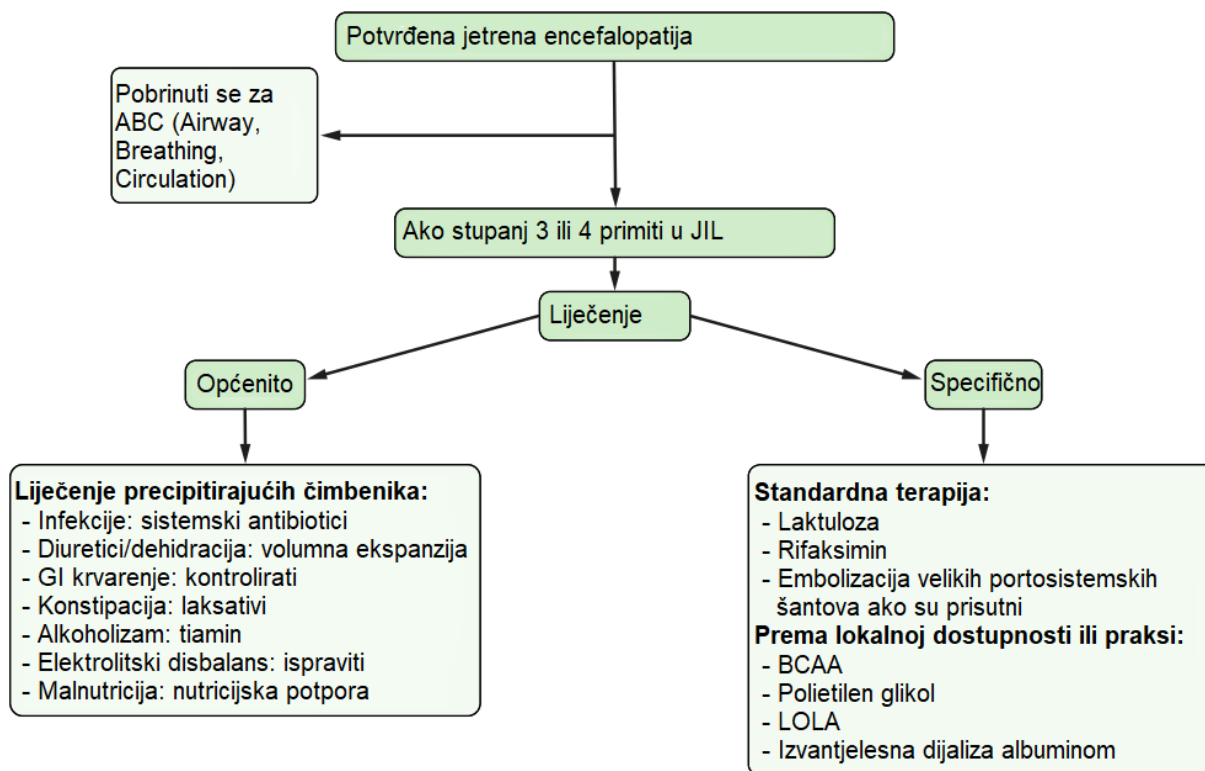 Potvrđena jetrena encefalopatija
Pobrinuti se za
ABC (Airway,
Breathing,
Circulation)
Ako stupanj 3 ili 4 primiti u JIL
Liječenje
Općenito
Specifično
Liječenje precipitirajućih čimbenika:
- Infekcije: sistemski antibiotici
- Diuretici/dehidracija: volumna ekspanzija
- GI krvarenje: kontrolirati
- Konstipacija: laksativi
- Alkoholizam: tiamin
- Elektrolitski disbalans: ispraviti
- Malnutricija: nutricijska potpora
Standardna terapija:
- Laktuloza
- Rifaksimin
- Embolizacija velikih portosistemskih
šantova ako su prisutni
Prema lokalnoj dostupnosti ili praksi:
- BCAA
- Polietilen glikol
- LOLA
- Izvantjelesna dijaliza albuminom